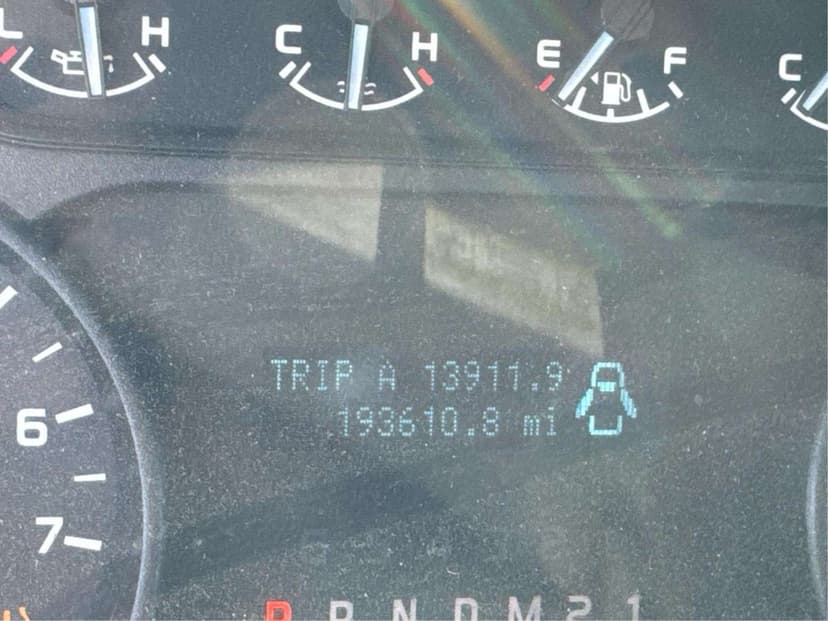 L H
C H
E F
C
TRIP A 13911.9
193610.8 mi
6
7
P R N D M 2 1